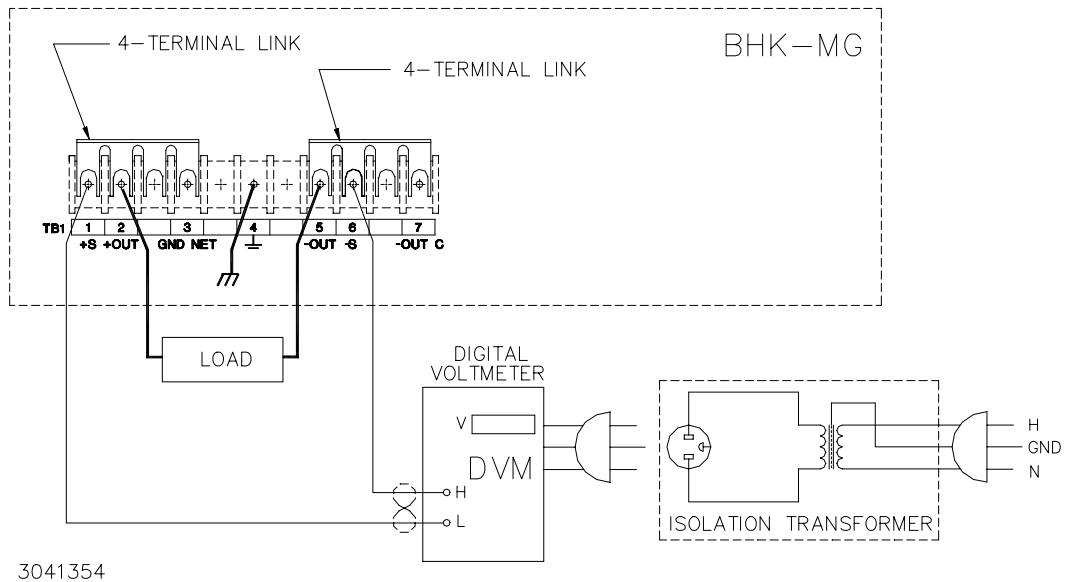 4-TERMINAL LINK
BHK-MG
4-TERMINAL LINK
TB1 1 2 3 4 5 6 7
+S +OUT GND NET -OUT -S -OUT C
LOAD
DIGITAL
VOLTMETER
V
DVM
H
L
H
GND
N
ISOLATION TRANSFORMER
3041354